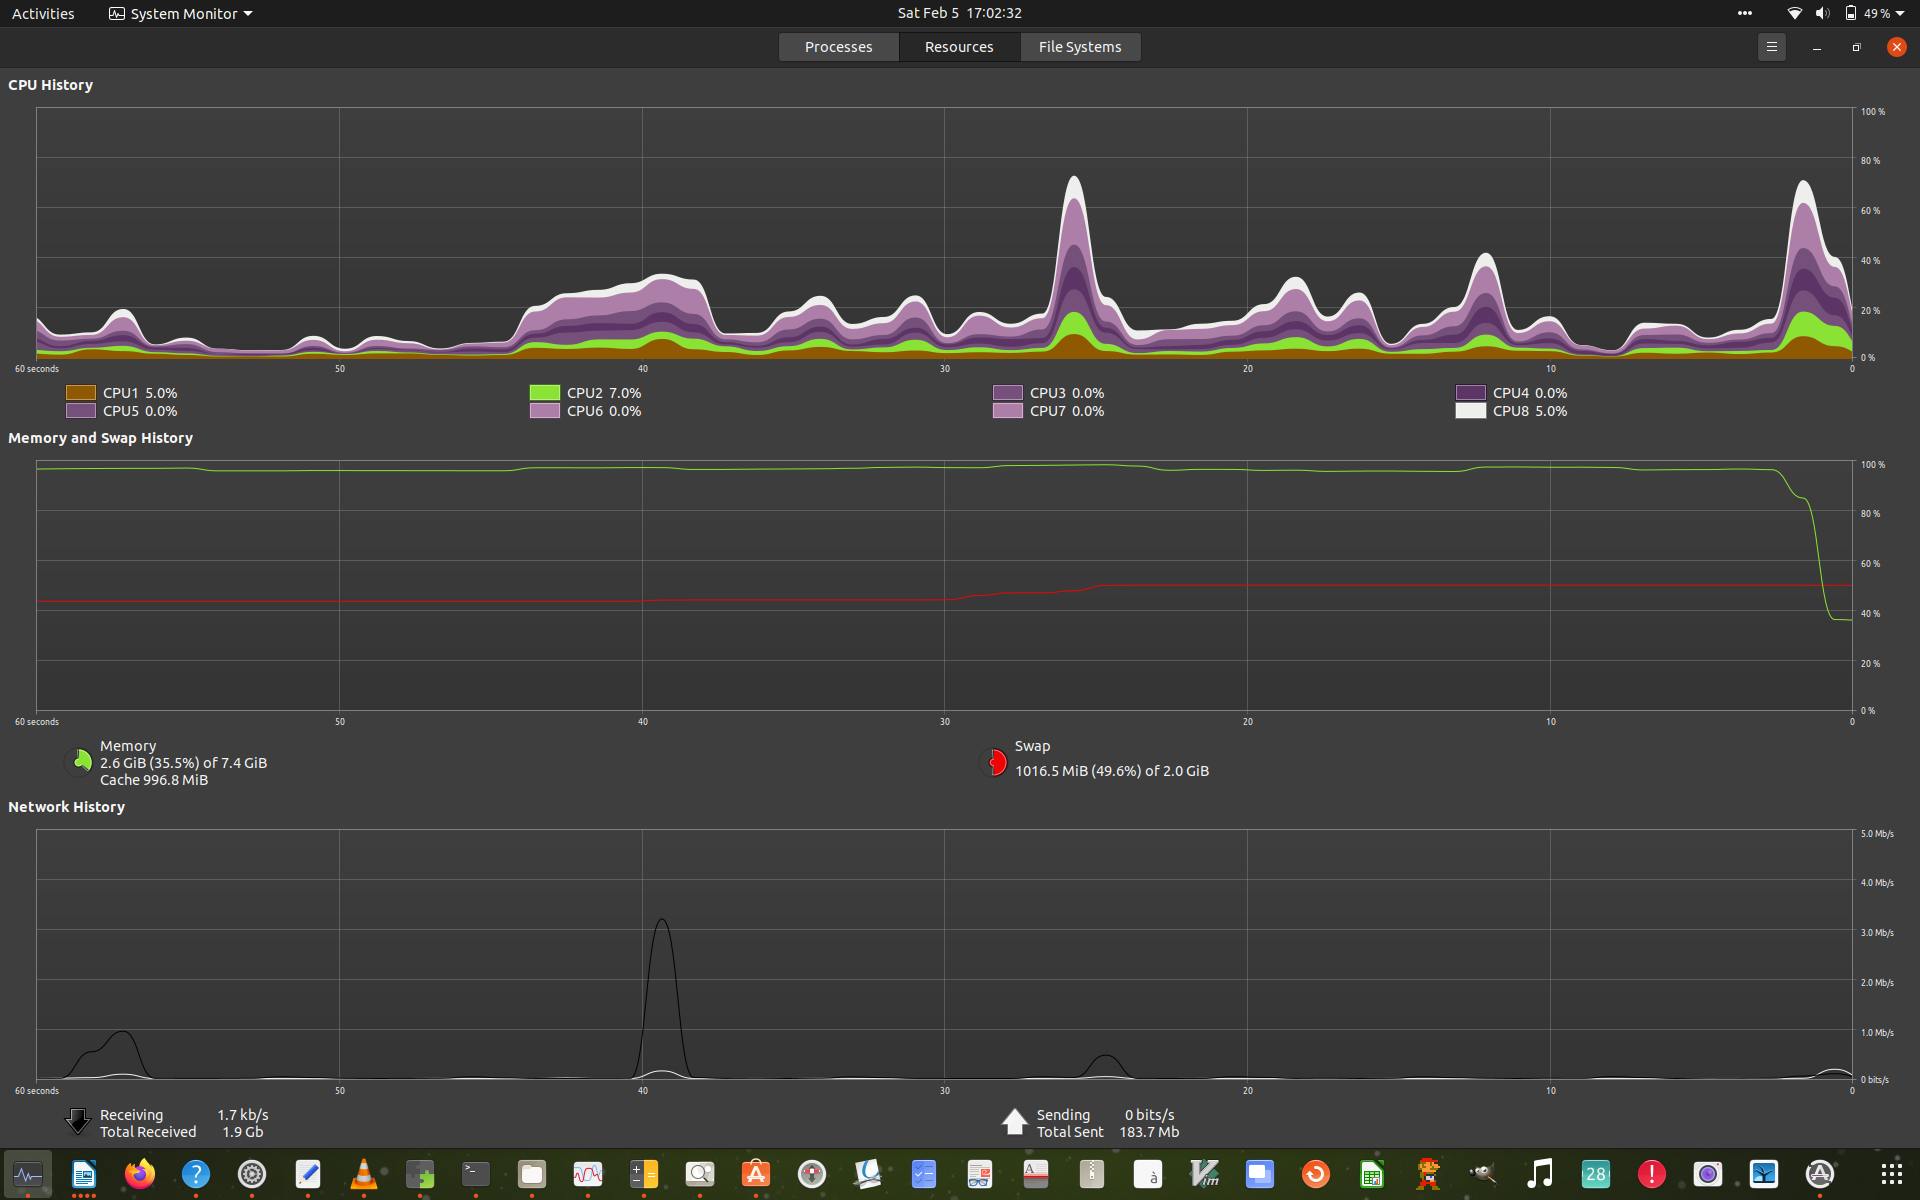 Activities System Monitor Sat Feb 5 17:02:32 49 %
Processes Resources File Systems
CPU History
100 %
80 %
60 %
40 %
20 %
0 %
60 seconds 50 40 30 20 10 0
CPU1 5.0% CPU2 7.0% CPU3 0.0% CPU4 0.0%
CPU5 0.0% CPU6 0.0% CPU7 0.0% CPU8 5.0%
Memory and Swap History
100 %
80 %
60 %
40 %
20 %
0 %
60 seconds 50 40 30 20 10 0
Memory
2.6 GiB (35.5%) of 7.4 GiB
Cache 996.8 MiB
Swap
1016.5 MiB (49.6%) of 2.0 GiB
Network History
5.0 Mb/s
4.0 Mb/s
3.0 Mb/s
2.0 Mb/s
1.0 Mb/s
0 bits/s
60 seconds 50 40 30 20 10 0
Receiving 1.7 kb/s
Total Received 1.9 Gb
Sending 0 bits/s
Total Sent 183.7 Mb
? >_ A à Vim 28 !